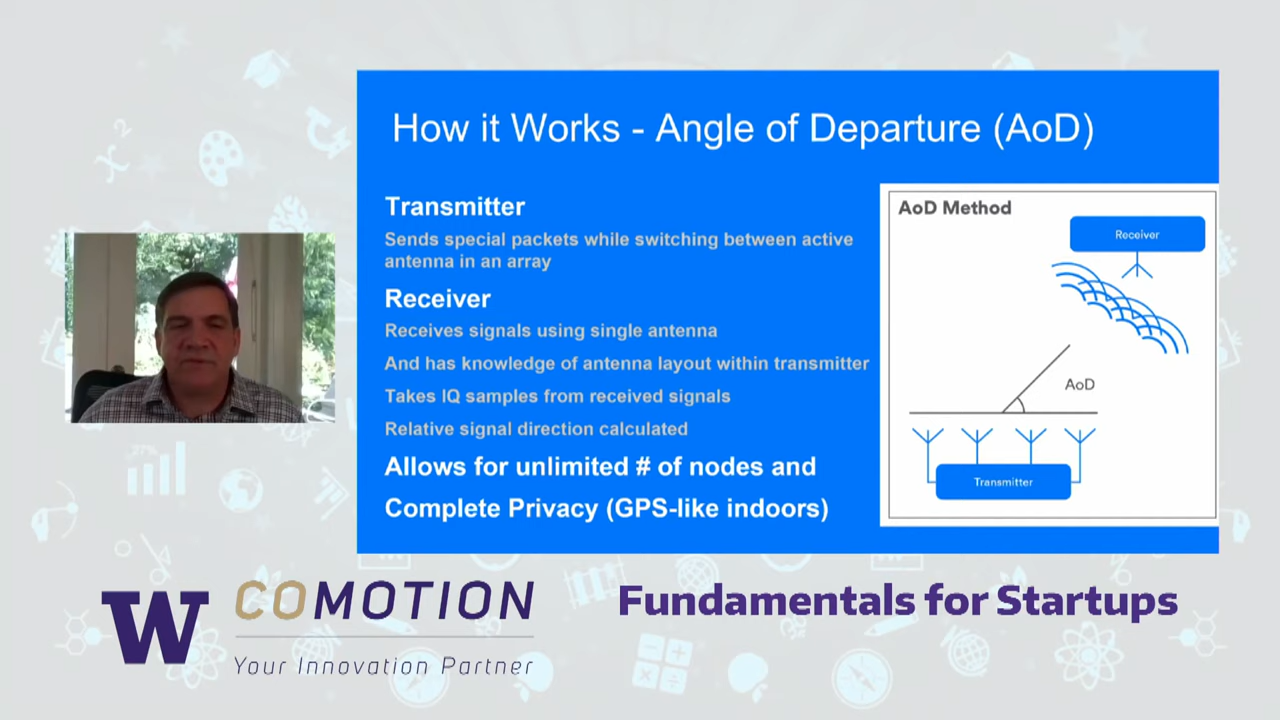 How it Works - Angle of Departure (AoD)
Transmitter
Sends special packets while switching between active
antenna in an array
Receiver
Receives signals using single antenna
And has knowledge of antenna layout within transmitter
Takes IQ samples from received signals
Relative signal direction calculated
Allows for unlimited # of nodes and
Complete Privacy (GPS-like indoors)
AoD Method
Receiver
AoD
Transmitter
W COMOTION
Your Innovation Partner
Fundamentals for Startups